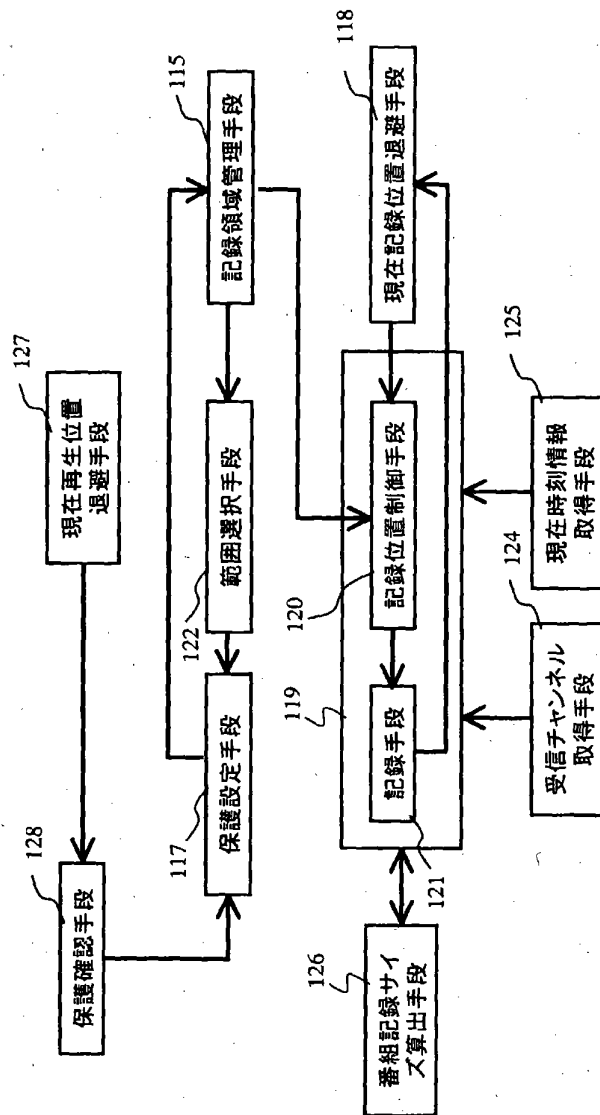 127
現在再生位置
退避手段
128
保護確認手段
115
記録領域管理手段
122
範囲選択手段
117
保護設定手段
118
現在記録位置退避手段
119
120
記録位置制御手段
121
記録手段
125
現在時刻情報
取得手段
124
受信チャンネル
取得手段
126
番組記録サイ
ズ算出手段